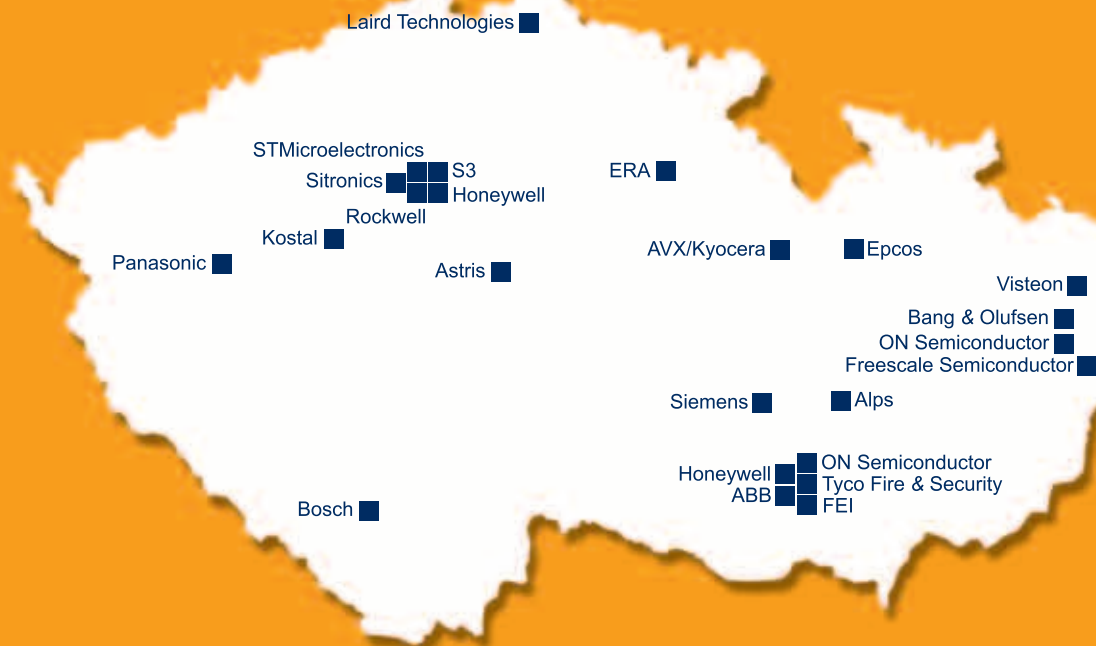 Laird Technologies
STMicroelectronics
S3
ERA
Sitronics
Honeywell
Rockwell
Kostal
AVX/Kyocera
Epcos
Panasonic
Astris
Visteon
Bang & Olufsen
ON Semiconductor
Freescale Semiconductor
Siemens
Alps
ON Semiconductor
Honeywell
Tyco Fire & Security
ABB
FEI
Bosch